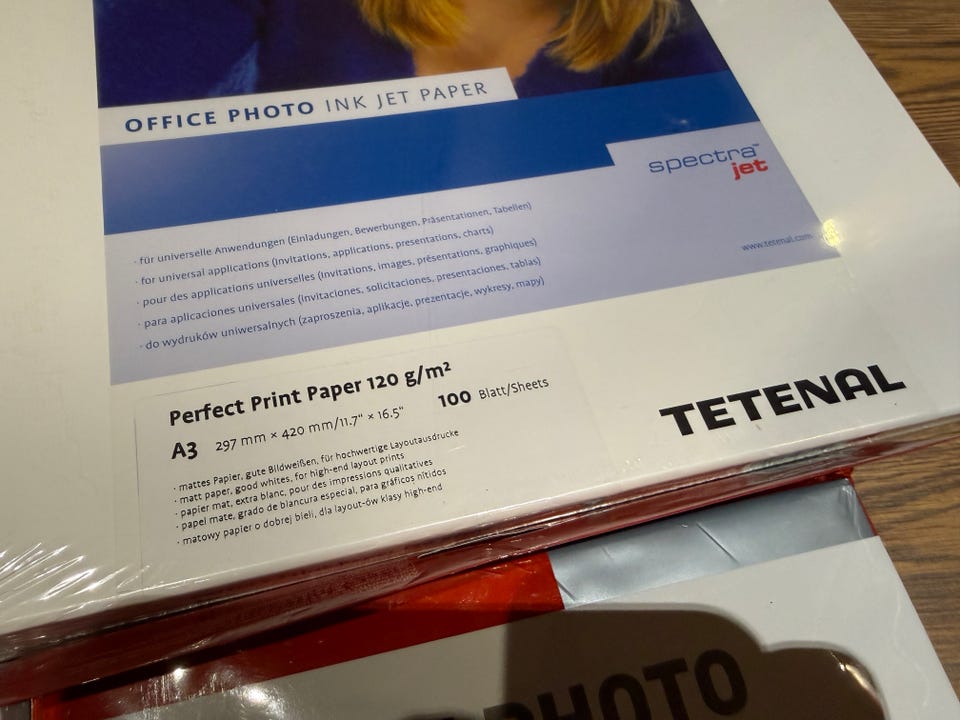 OFFICE PHOTO INK JET PAPER
spectra™
jet
· für universelle Anwendungen (Einladungen, Bewerbungen, Präsentationen, Tabellen)
· for universal applications (Invitations, applications, presentations, charts)
· pour des applications universelles (Invitations, images, présentations, graphiques)
· para aplicaciones universales (Invitaciones, solicitaciones, presentaciones, tablas)
· do wydruków uniwersalnych (zaproszenia, aplikacje, prezentacje, wykresy, mapy)
www.tetenal.com
Perfect Print Paper 120 g/m²
A3 297 mm × 420 mm/11.7" × 16.5" 100 Blatt/Sheets
· mattes Papier, gute Bildweißen, für hochwertige Layoutausdrucke
· matt paper, good whites, for high-end layout prints
· papier mat, extra blanc, pour des impressions qualitatives
· papel mate, grado de blancura especial, para gráficos nítidos
· matowy papier o dobrej bieli, dla layout-ów klasy high-end
TETENAL
PHOTO